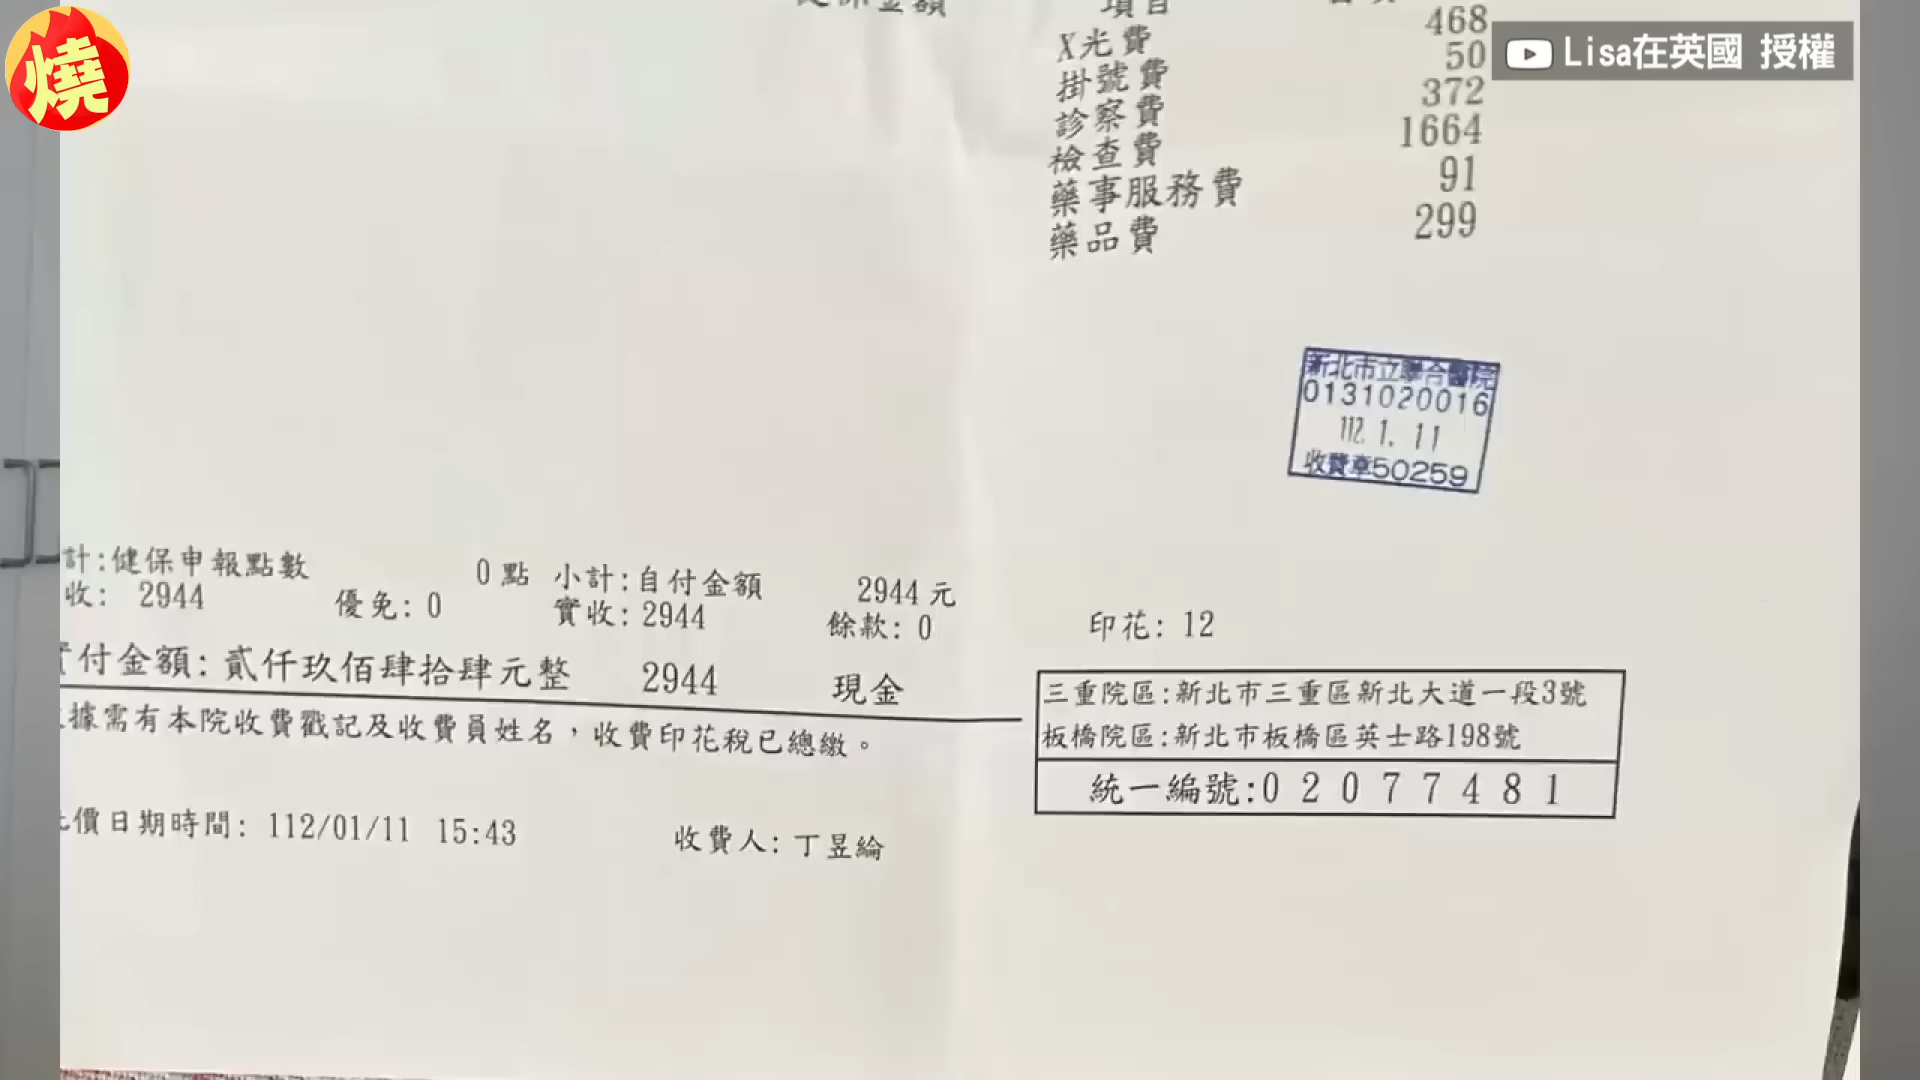 燒
Lisa在英國 授權
項目
X光費 468
掛號費 50
診察費 372
檢查費 1664
藥事服務費 91
藥品費 299
新北市立聯合醫院
0131020016
112. 1. 11
收費章50259
計:健保申報點數 0點 小計:自付金額 2944元
收: 2944 優免: 0 實收: 2944 餘款: 0
印花: 12
付金額: 貳仟玖佰肆拾肆元整 2944 現金
據需有本院收費戳記及收費員姓名，收費印花稅已總繳。
三重院區:新北市三重區新北大道一段3號
板橋院區:新北市板橋區英士路198號
統一編號:0 2 0 7 7 4 8 1
價日期時間: 112/01/11 15:43 收費人: 丁昱綸